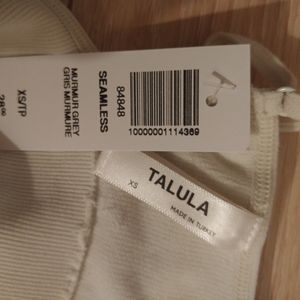 84848
10000001114369
SEAMLESS
MURMUR GREY
GRIS MURMURE
XS/TP
TALULA
XS
MADE IN TURKEY